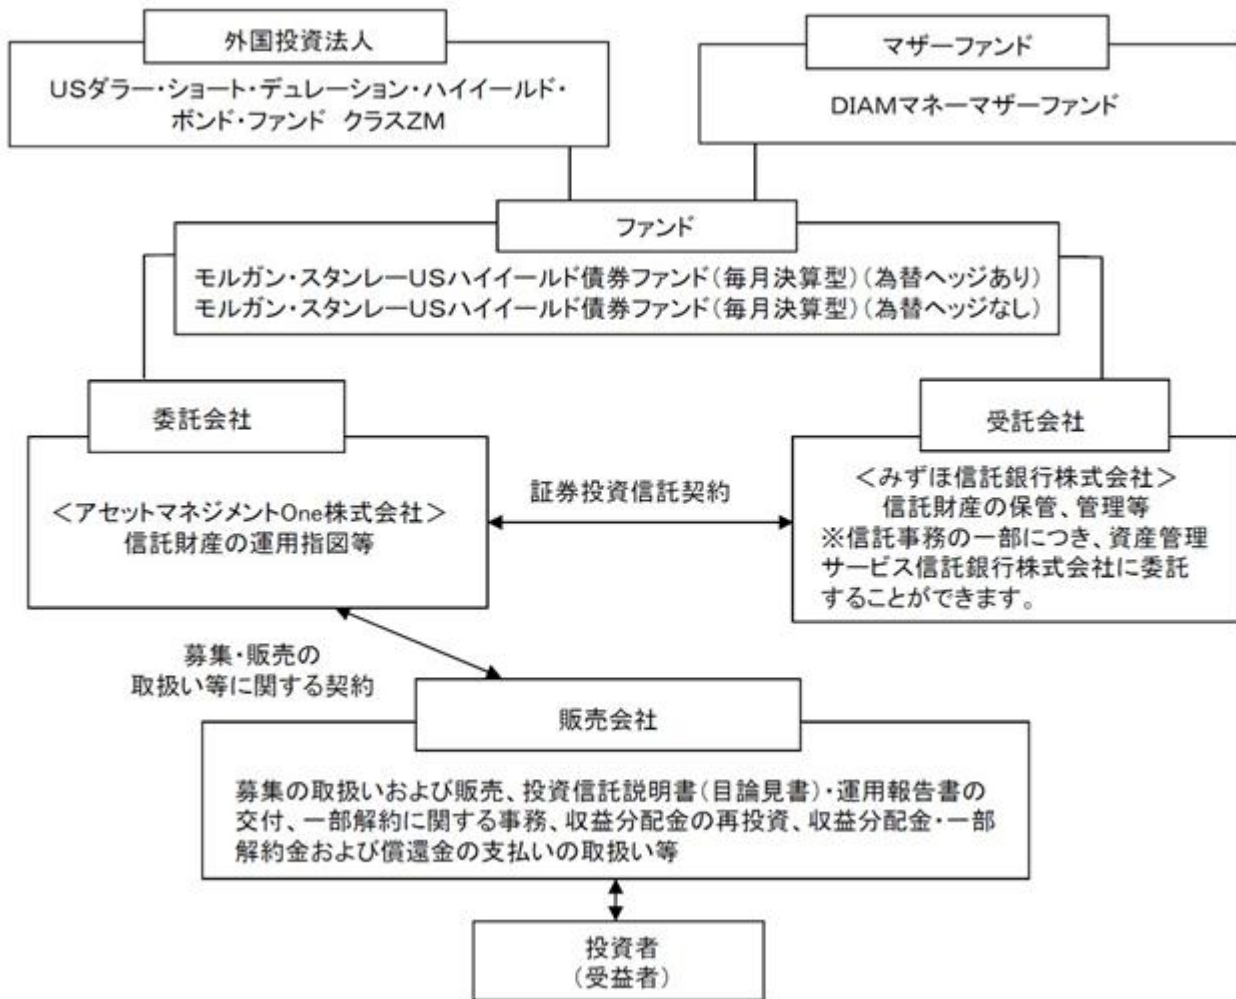 外国投資法人
USダラー・ショート・デュレーション・ハイイールド・
ボンド・ファンド クラスZM
マザーファンド
DIAMマネーマザーファンド
ファンド
モルガン・スタンレーUSハイイールド債券ファンド(毎月決算型)(為替ヘッジあり)
モルガン・スタンレーUSハイイールド債券ファンド(毎月決算型)(為替ヘッジなし)
委託会社
<アセットマネジメントOne株式会社>
信託財産の運用指図等
証券投資信託契約
受託会社
<みずほ信託銀行株式会社>
信託財産の保管、管理等
※信託事務の一部につき、資産管理
サービス信託銀行株式会社に委託
することができます。
募集・販売の
取扱い等に関する契約
販売会社
募集の取扱いおよび販売、投資信託説明書(目論見書)・運用報告書の
交付、一部解約に関する事務、収益分配金の再投資、収益分配金・一部
解約金および償還金の支払いの取扱い等
投資者
(受益者)